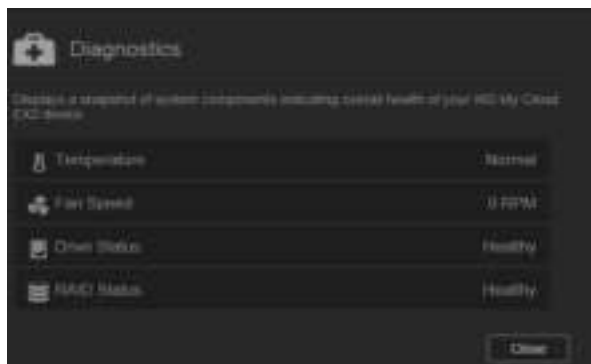 Diagnostics
Displays a snapshot of system components indicating overall health of your WD My Cloud
EX2 device.
Temperature Normal
Fan Speed 0 RPM
Drive Status Healthy
RAID Status Healthy
Close